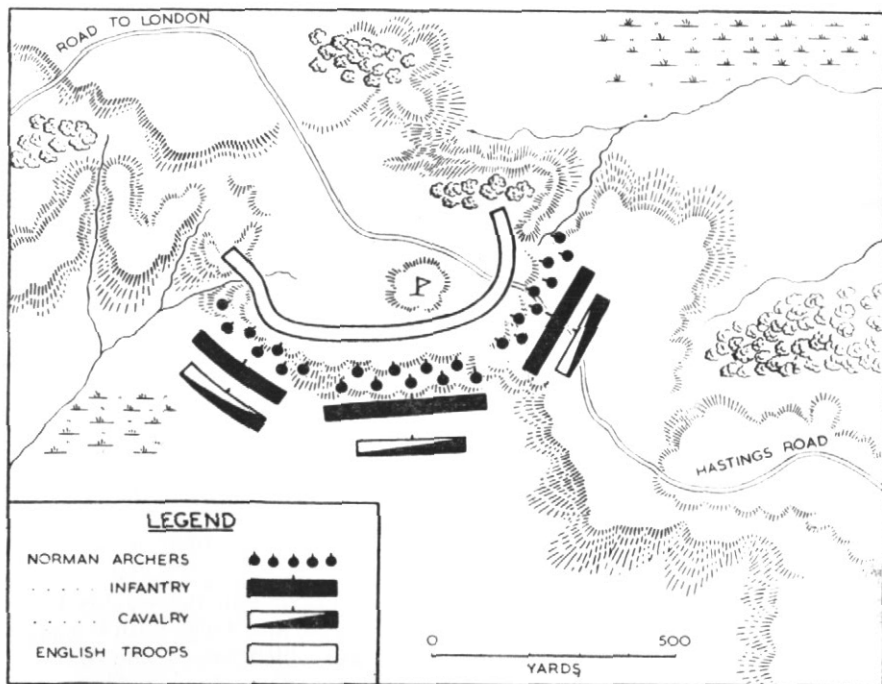 ROAD TO LONDON
HASTINGS ROAD
LEGEND
NORMAN ARCHERS
..... INFANTRY
..... CAVALRY
ENGLISH TROOPS
0 500
YARDS